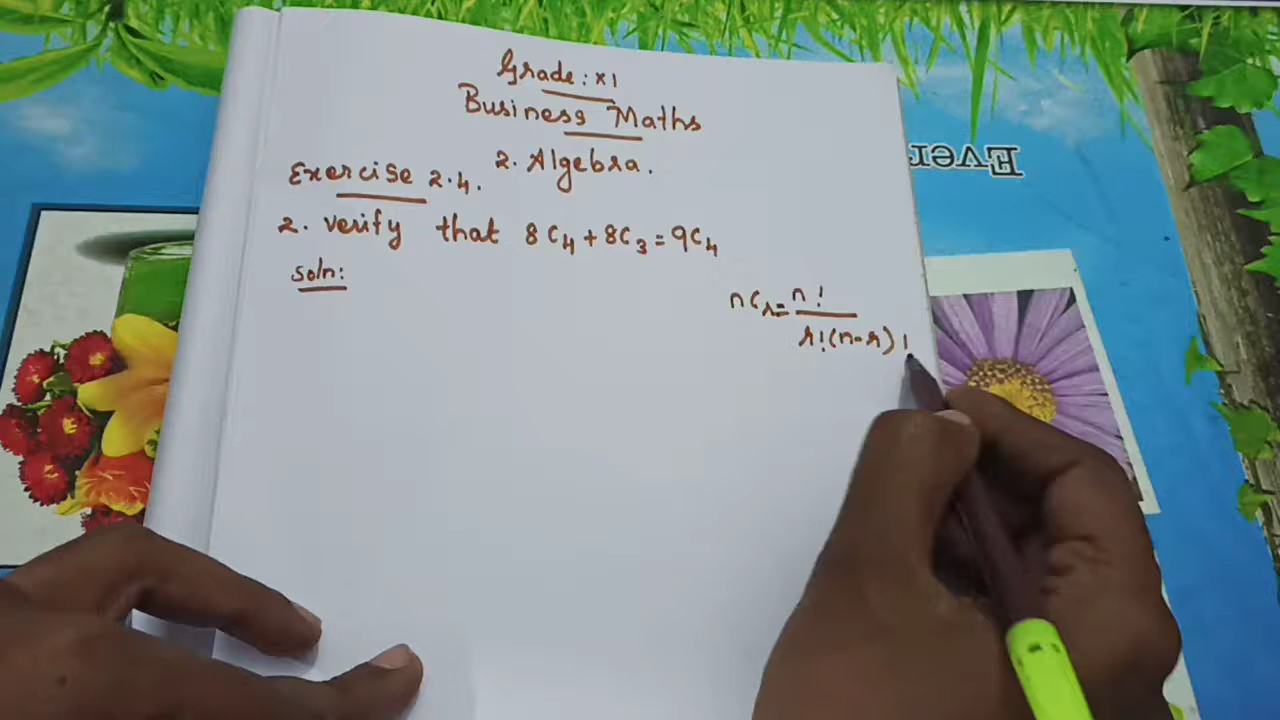 Grade: XI
Business Maths
2. Algebra.
Exercise 2.4.
2. verify that 8C4+8C3=9C4
soln:
nCr= n!
r!(n-r)!
Ever